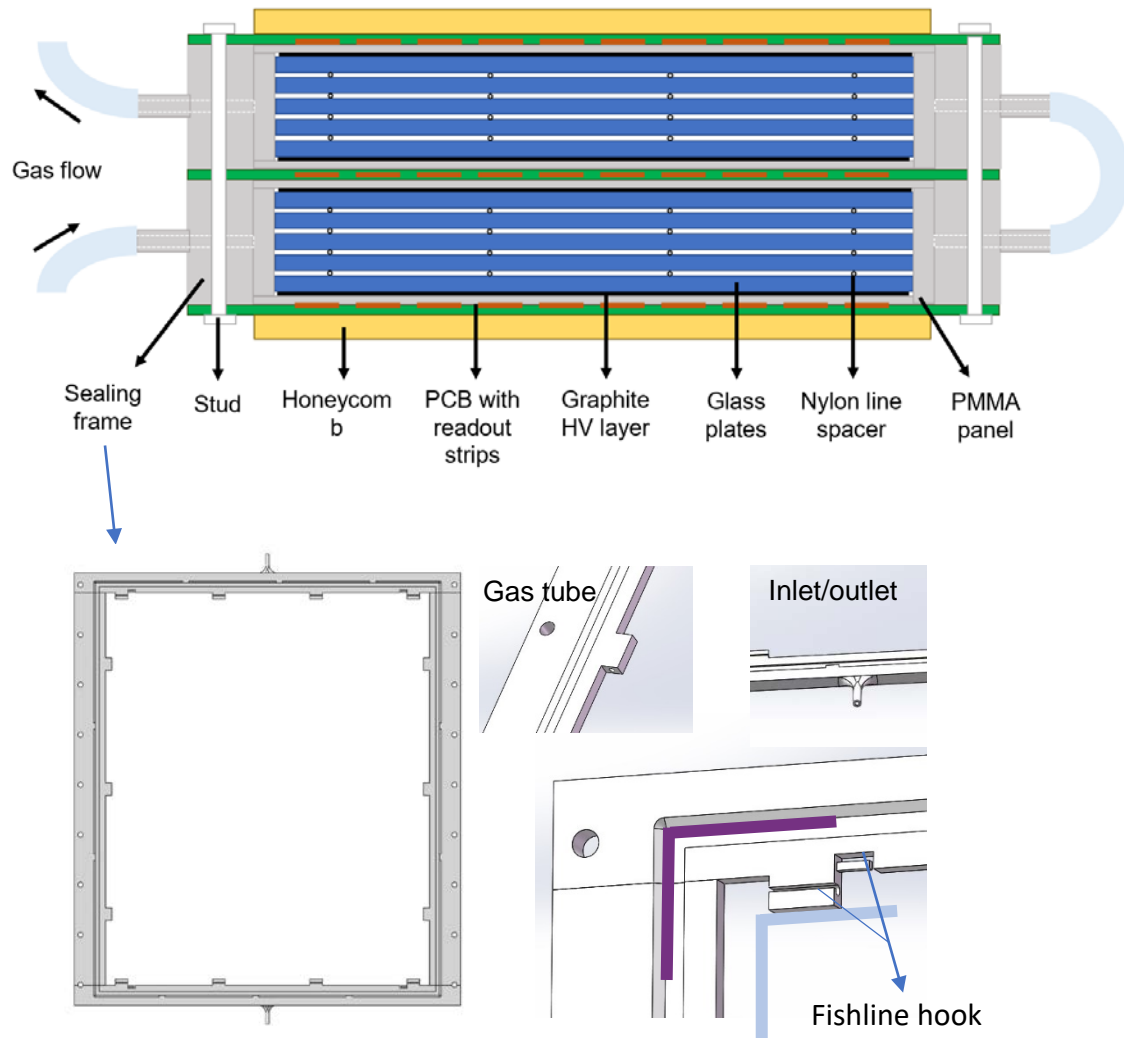 Gas flow
Sealing
frame
Stud
Honeycom
b
PCB with
readout
strips
Graphite
HV layer
Glass
plates
Nylon line
spacer
PMMA
panel
Gas tube
Inlet/outlet
Fishline hook